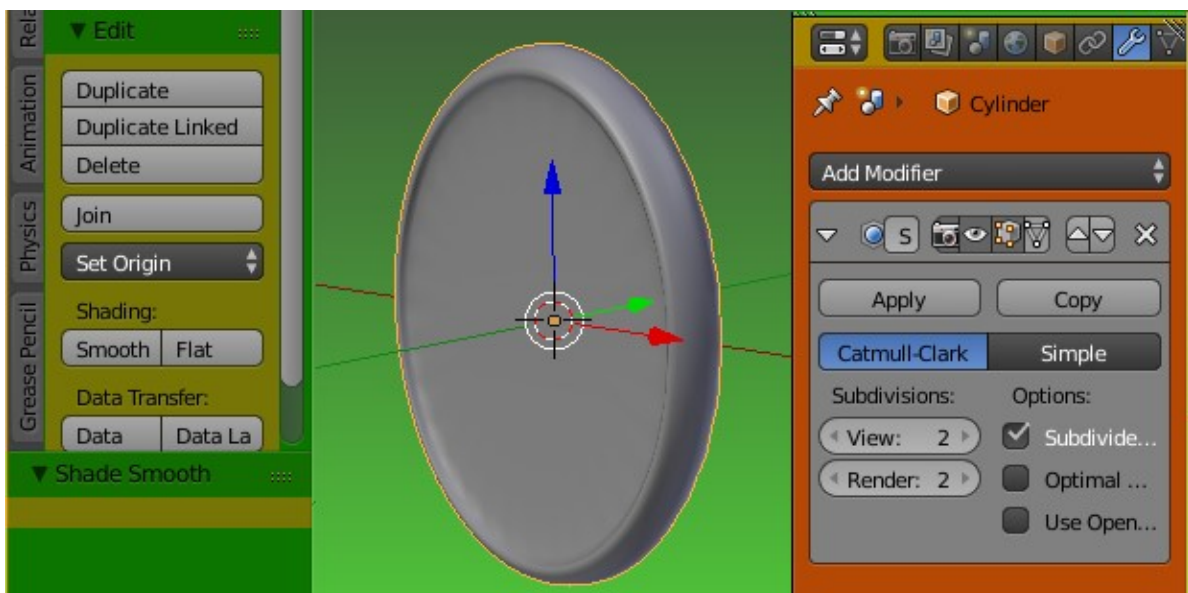 Rela
Animation
Physics
Grease Pencil
Edit
Duplicate
Duplicate Linked
Delete
Join
Set Origin
Shading:
Smooth Flat
Data Transfer:
Data Data La
Shade Smooth
Cylinder
Add Modifier
S
Apply Copy
Catmull-Clark Simple
Subdivisions: Options:
View: 2 Subdivide...
Render: 2 Optimal ...
Use Open...